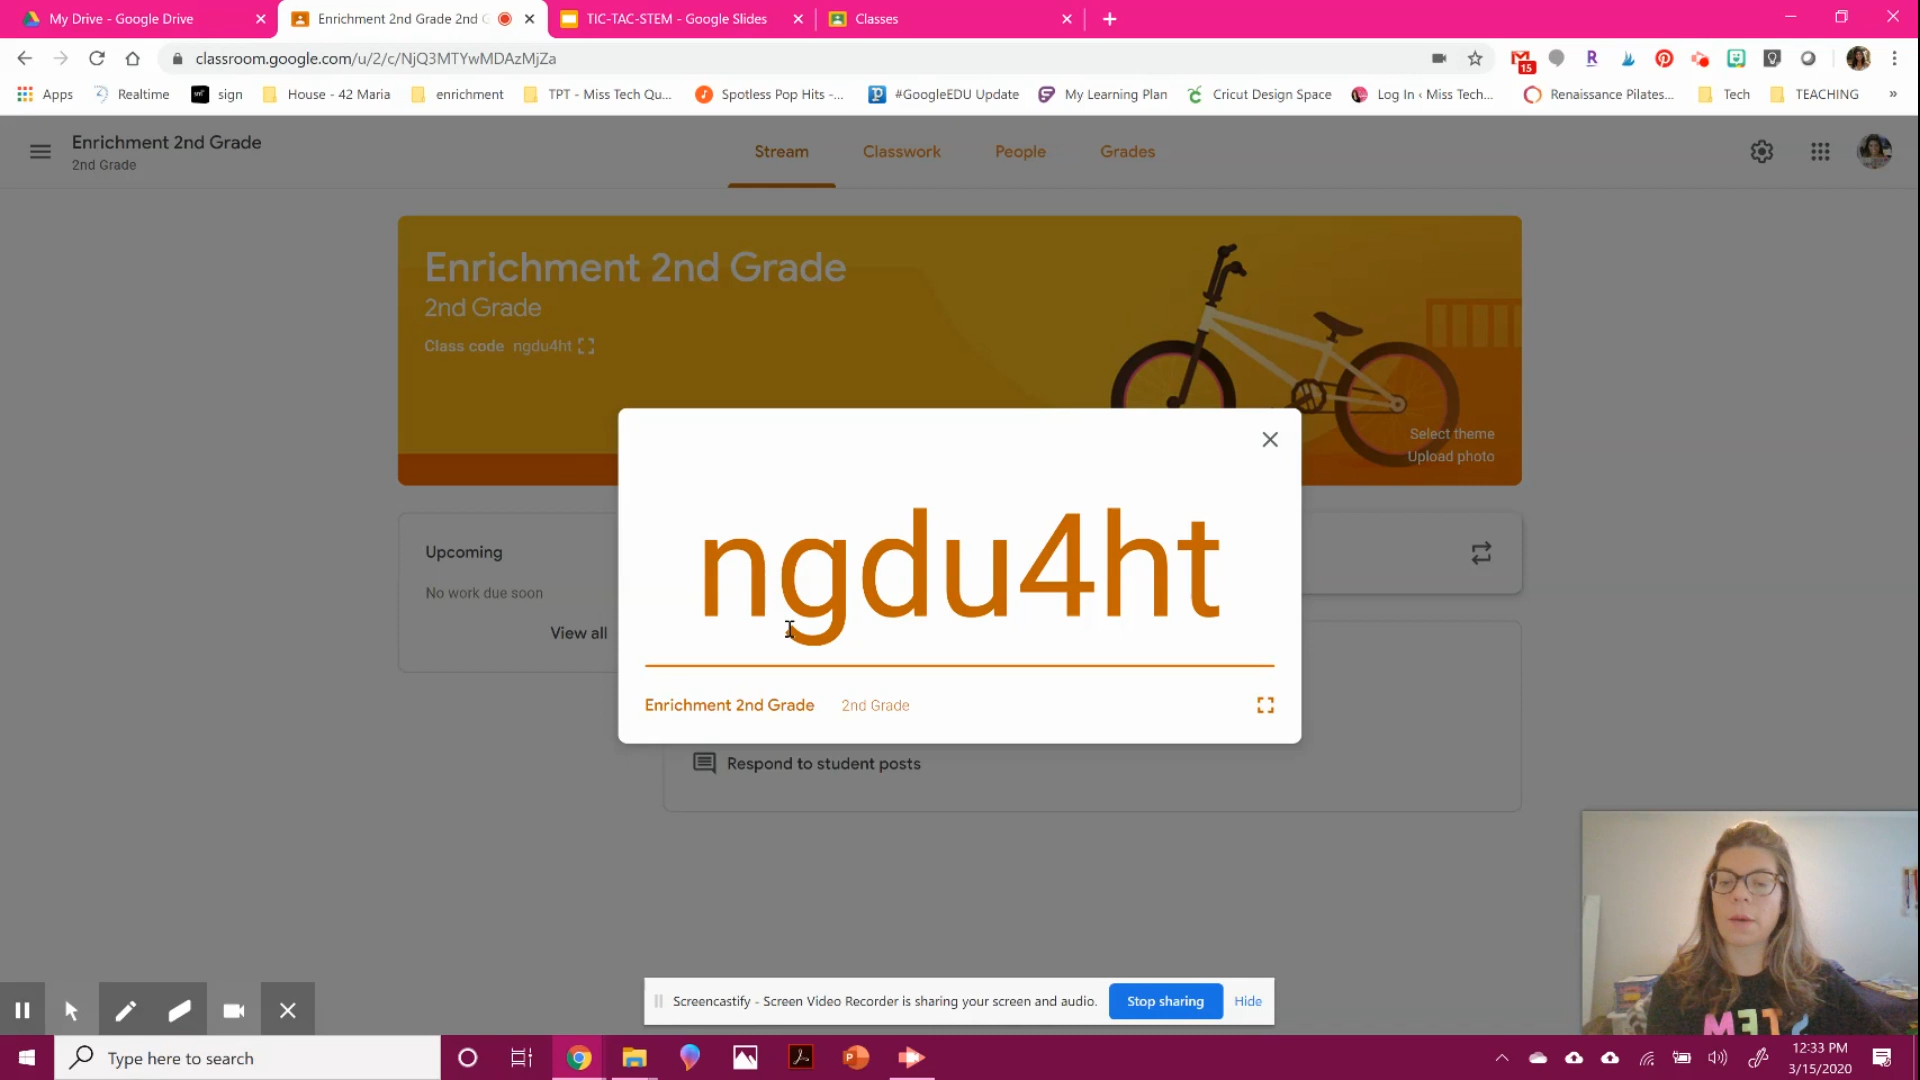 My Drive - Google Drive
Enrichment 2nd Grade 2nd G
TIC-TAC-STEM - Google Slides
Classes
classroom.google.com/u/2/c/NjQ3MTYwMDAzMjZa
15
R
Apps
Realtime
sign
House - 42 Maria
enrichment
TPT - Miss Tech Qu...
Spotless Pop Hits -...
#GoogleEDU Update
My Learning Plan
Cricut Design Space
Log In ‹ Miss Tech...
Renaissance Pilates...
Tech
TEACHING
»
Enrichment 2nd Grade
2nd Grade
Stream
Classwork
People
Grades
Enrichment 2nd Grade
2nd Grade
Class code ngdu4ht
Select theme
Upload photo
Upcoming
No work due soon
View all
ngdu4ht
Enrichment 2nd Grade 2nd Grade
Respond to student posts
Screencastify - Screen Video Recorder is sharing your screen and audio.
Stop sharing
Hide
Type here to search
12:33 PM
3/15/2020